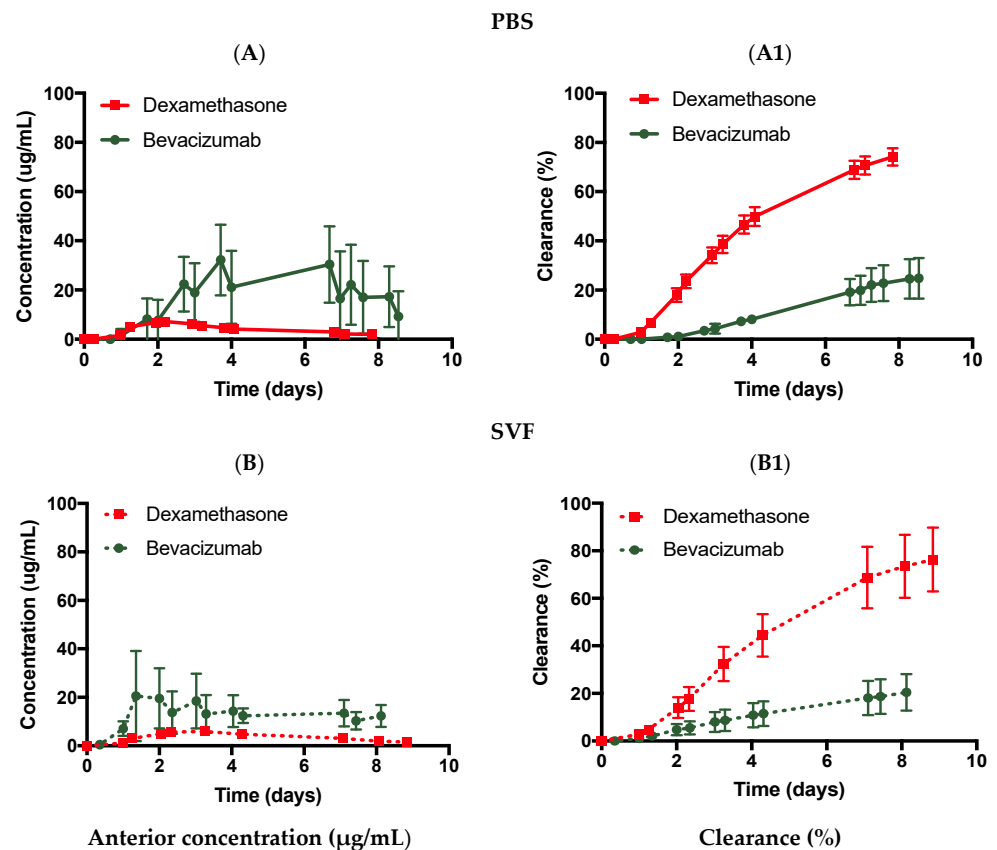 PBS
(A)
(A1)
Concentration (ug/mL)
100
80
60
40
20
0
Dexamethasone
Bevacizumab
0 2 4 6 8 10
Time (days)
Clearance (%)
100
80
60
40
20
0
Dexamethasone
Bevacizumab
0 2 4 6 8 10
Time (days)
SVF
(B)
(B1)
Concentration (ug/mL)
100
80
60
40
20
0
Dexamethasone
Bevacizumab
0 2 4 6 8 10
Time (days)
Clearance (%)
100
80
60
40
20
0
Dexamethasone
Bevacizumab
0 2 4 6 8 10
Time (days)
Anterior concentration (μg/mL)
Clearance (%)